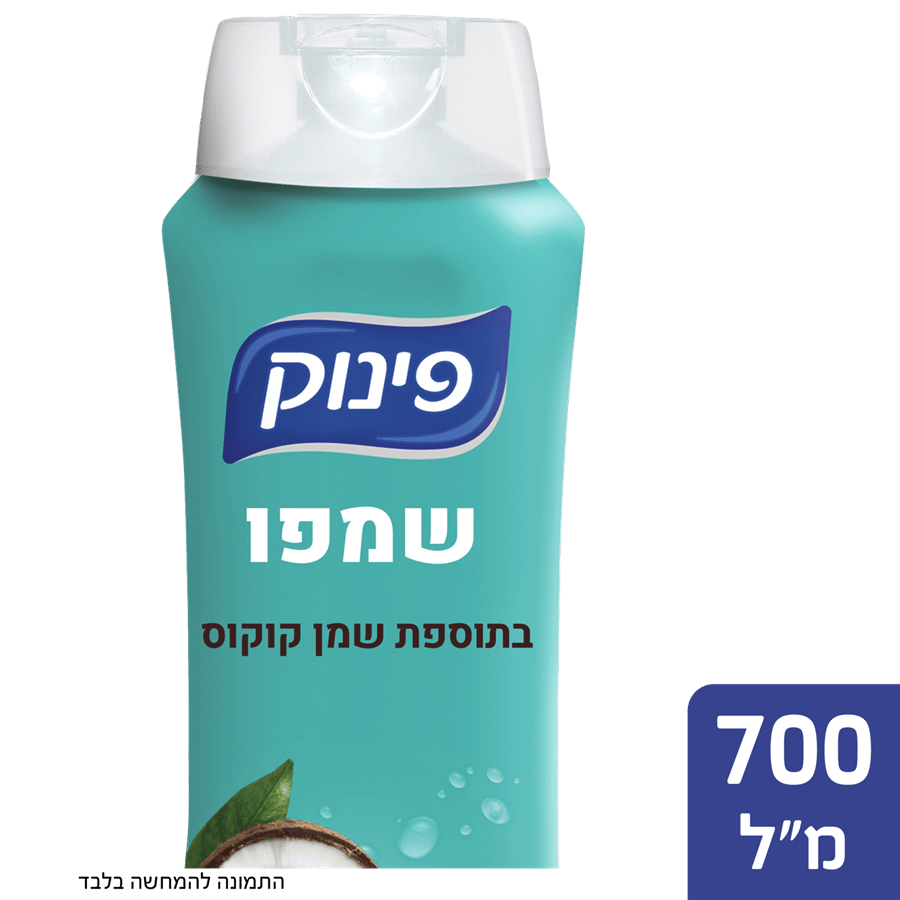 פינוק
שמפו
בתוספת שמן קוקוס
700
מ"ל
התמונה להמחשה בלבד